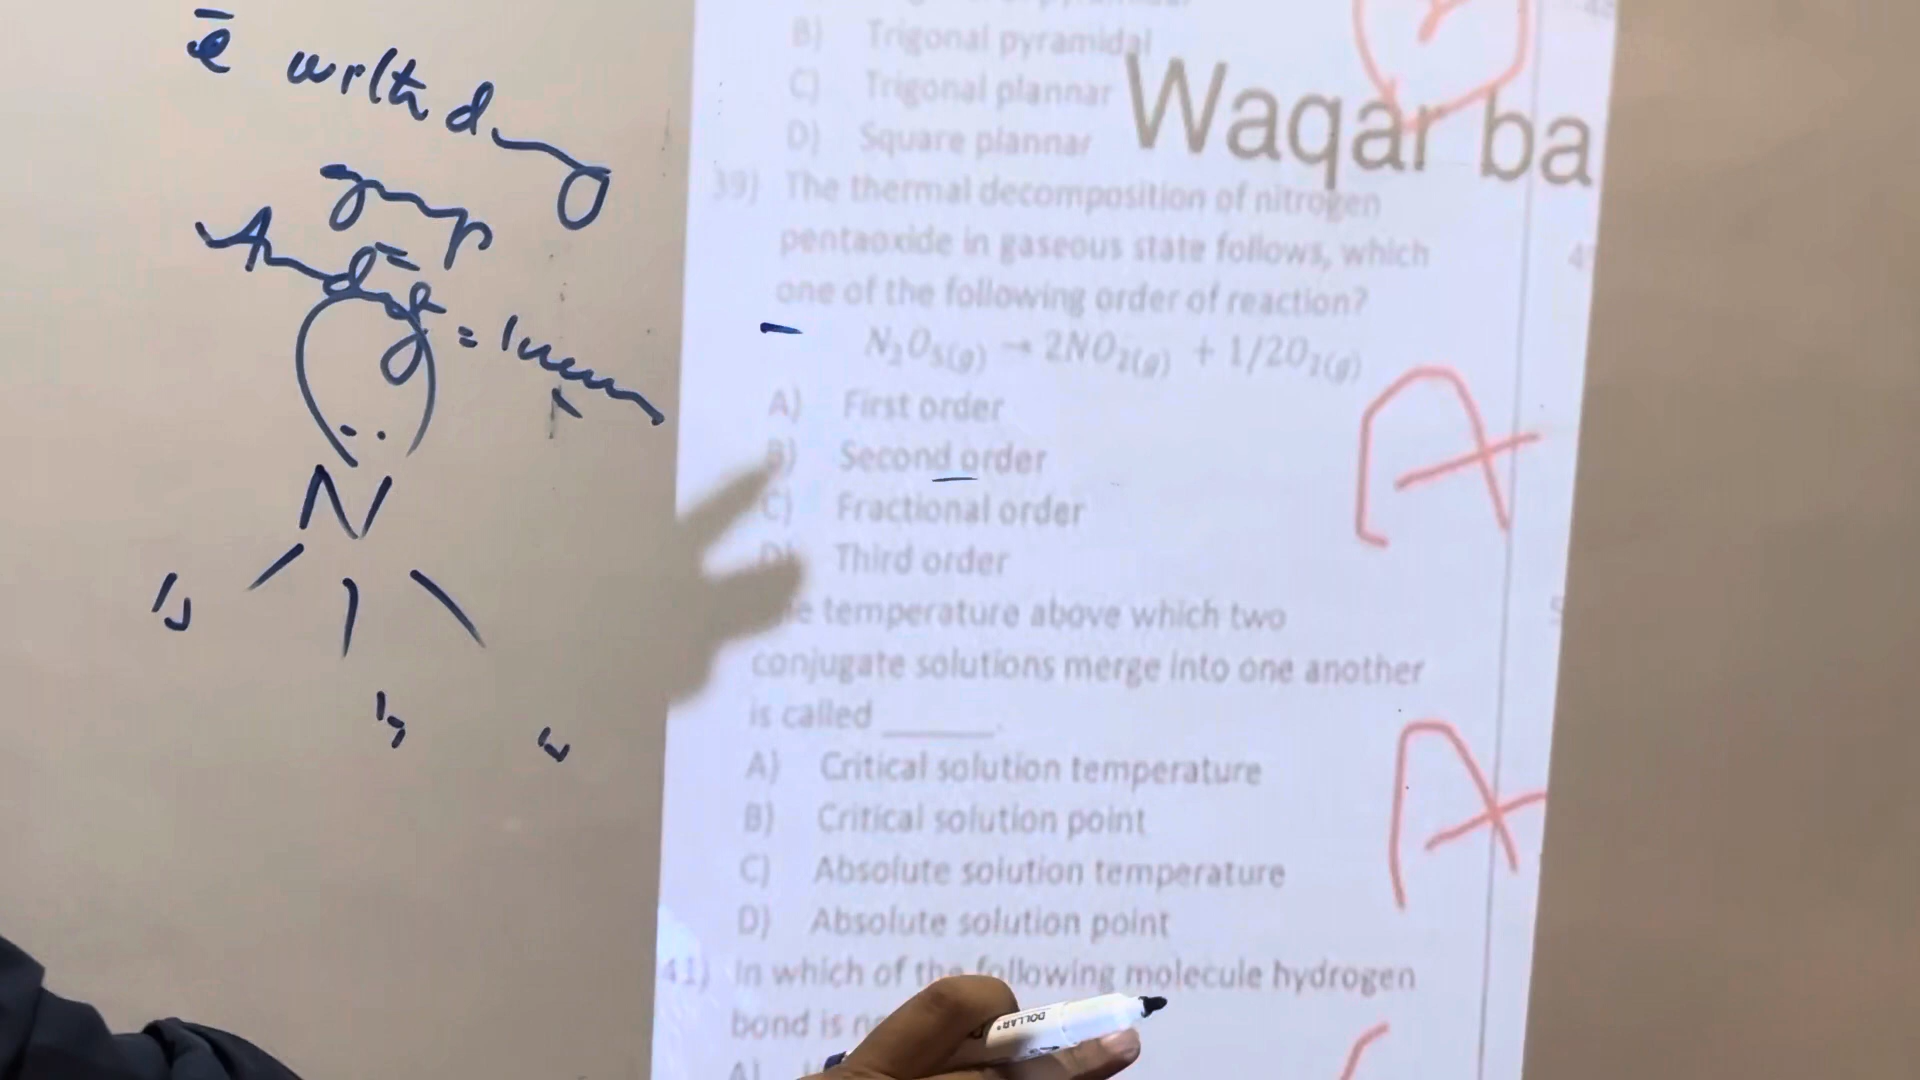 ē
B) Trigonal pyramidal
C) Trigonal plannar
D) Square plannar
Waqar ba
39) The thermal decomposition of nitrogen
pentaoxide in gaseous state follows, which
one of the following order of reaction?
N₂O₅(g) → 2NO₂(g) + 1/2O₂(g)
A) First order
B) Second order
C) Fractional order
D) Third order
A
temperature above which two
conjugate solutions merge into one another
is called ______.
A) Critical solution temperature
B) Critical solution point
C) Absolute solution temperature
D) Absolute solution point
A
41) In which of the following molecule hydrogen
bond is
A)
N
DOLLAR